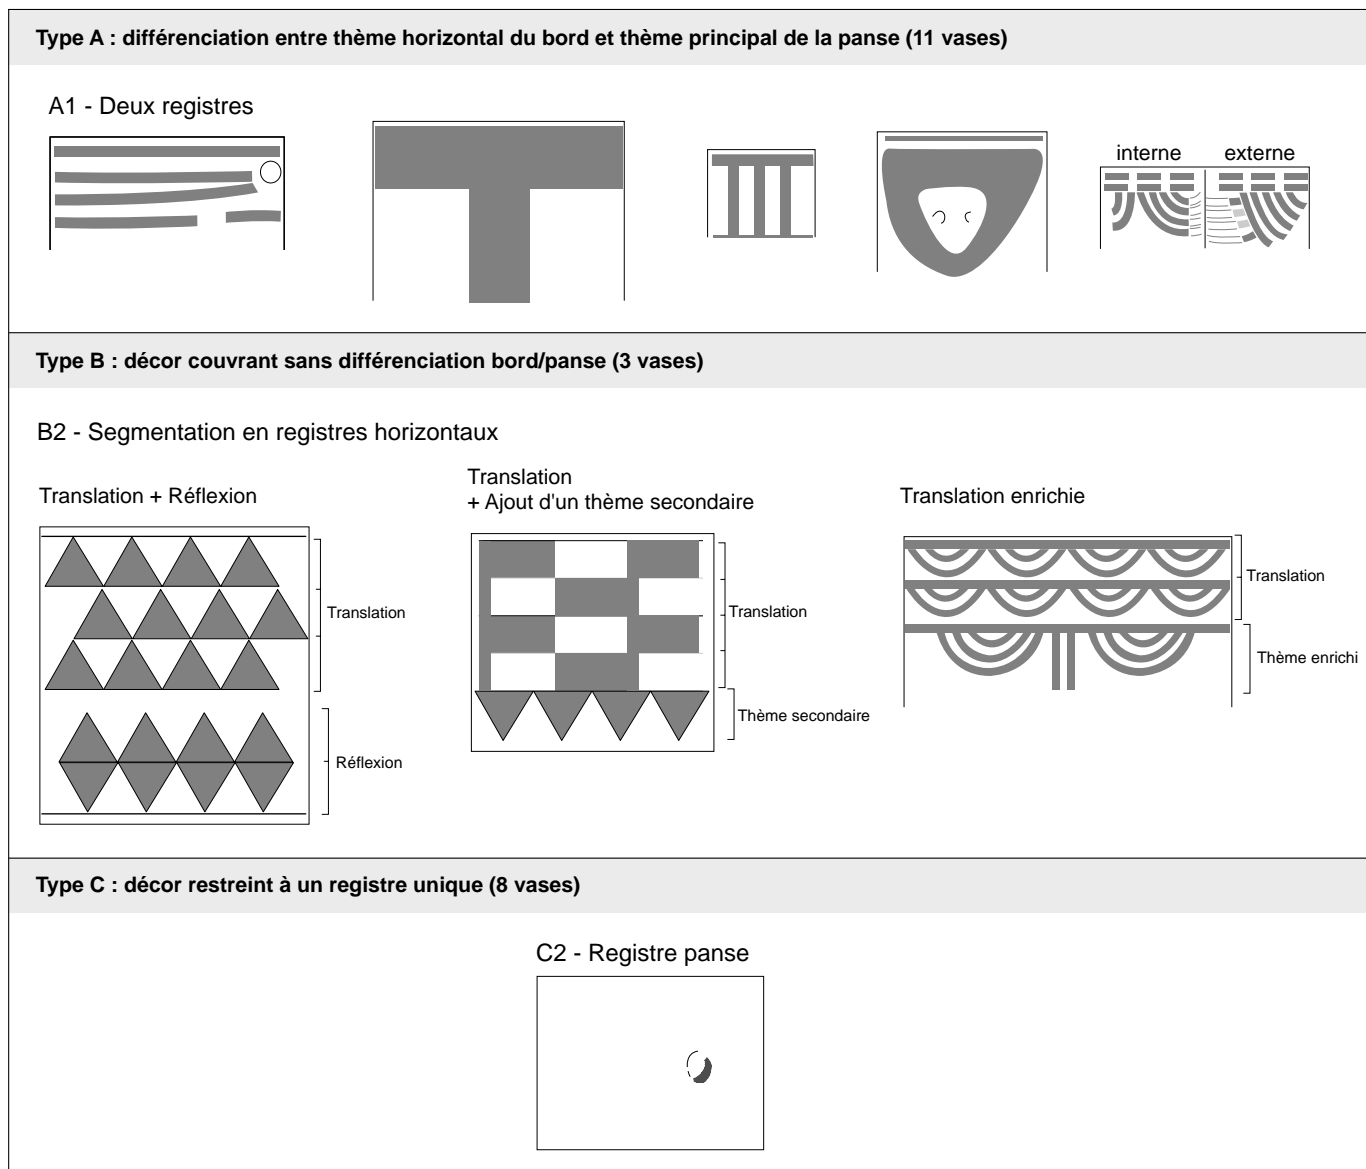 Type A : différenciation entre thème horizontal du bord et thème principal de la panse (11 vases)
A1 - Deux registres
interne
externe
Type B : décor couvrant sans différenciation bord/panse (3 vases)
B2 - Segmentation en registres horizontaux
Translation + Réflexion
Translation
Réflexion
Translation
+ Ajout d'un thème secondaire
Translation
Thème secondaire
Translation enrichie
Translation
Thème enrichi
Type C : décor restreint à un registre unique (8 vases)
C2 - Registre panse